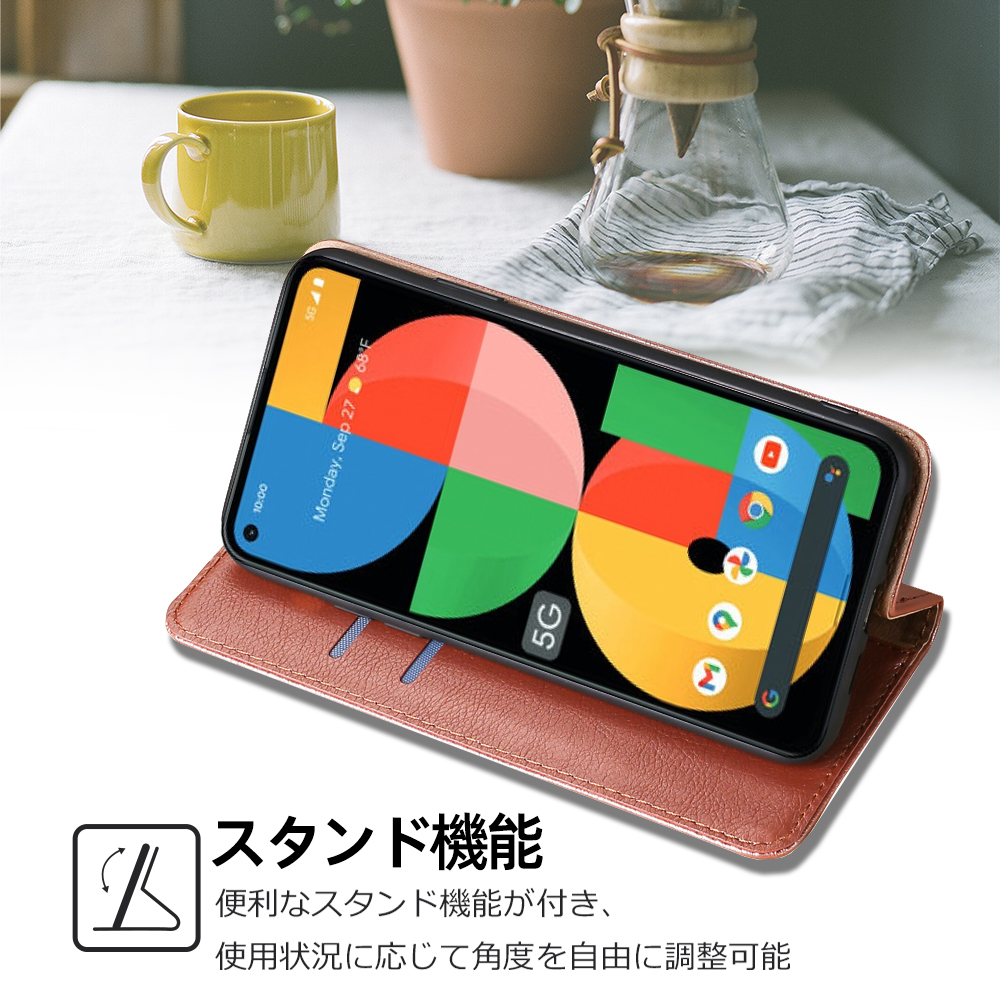 5G
Monday, Sep 27 68°F
10:00
5G
スタンド機能
便利なスタンド機能が付き、
使用状況に応じて角度を自由に調整可能